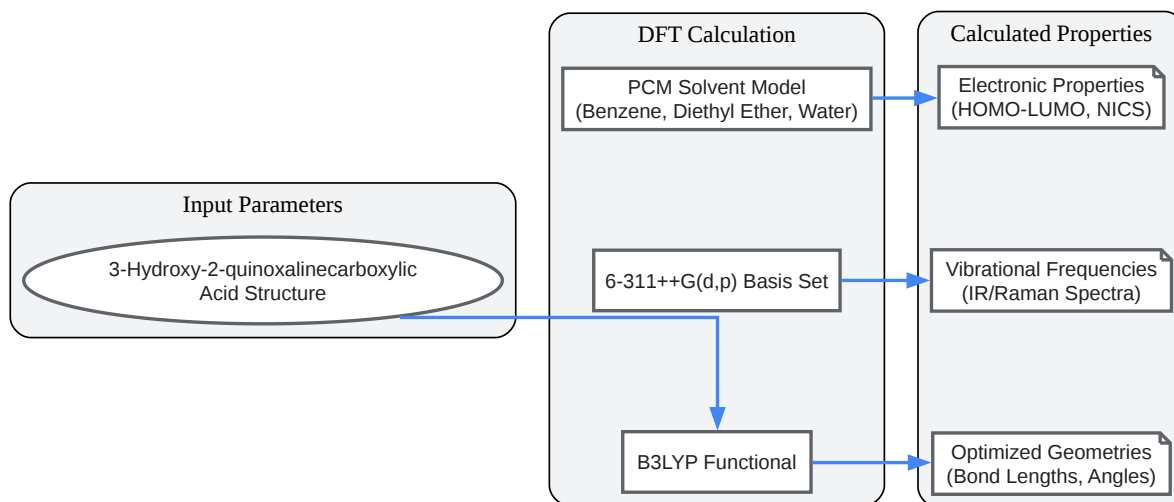 Input Parameters
3-Hydroxy-2-quinoxalinecarboxylic
Acid Structure
DFT Calculation
PCM Solvent Model
(Benzene, Diethyl Ether, Water)
6-311++G(d,p) Basis Set
B3LYP Functional
Calculated Properties
Electronic Properties
(HOMO-LUMO, NICS)
Vibrational Frequencies
(IR/Raman Spectra)
Optimized Geometries
(Bond Lengths, Angles)